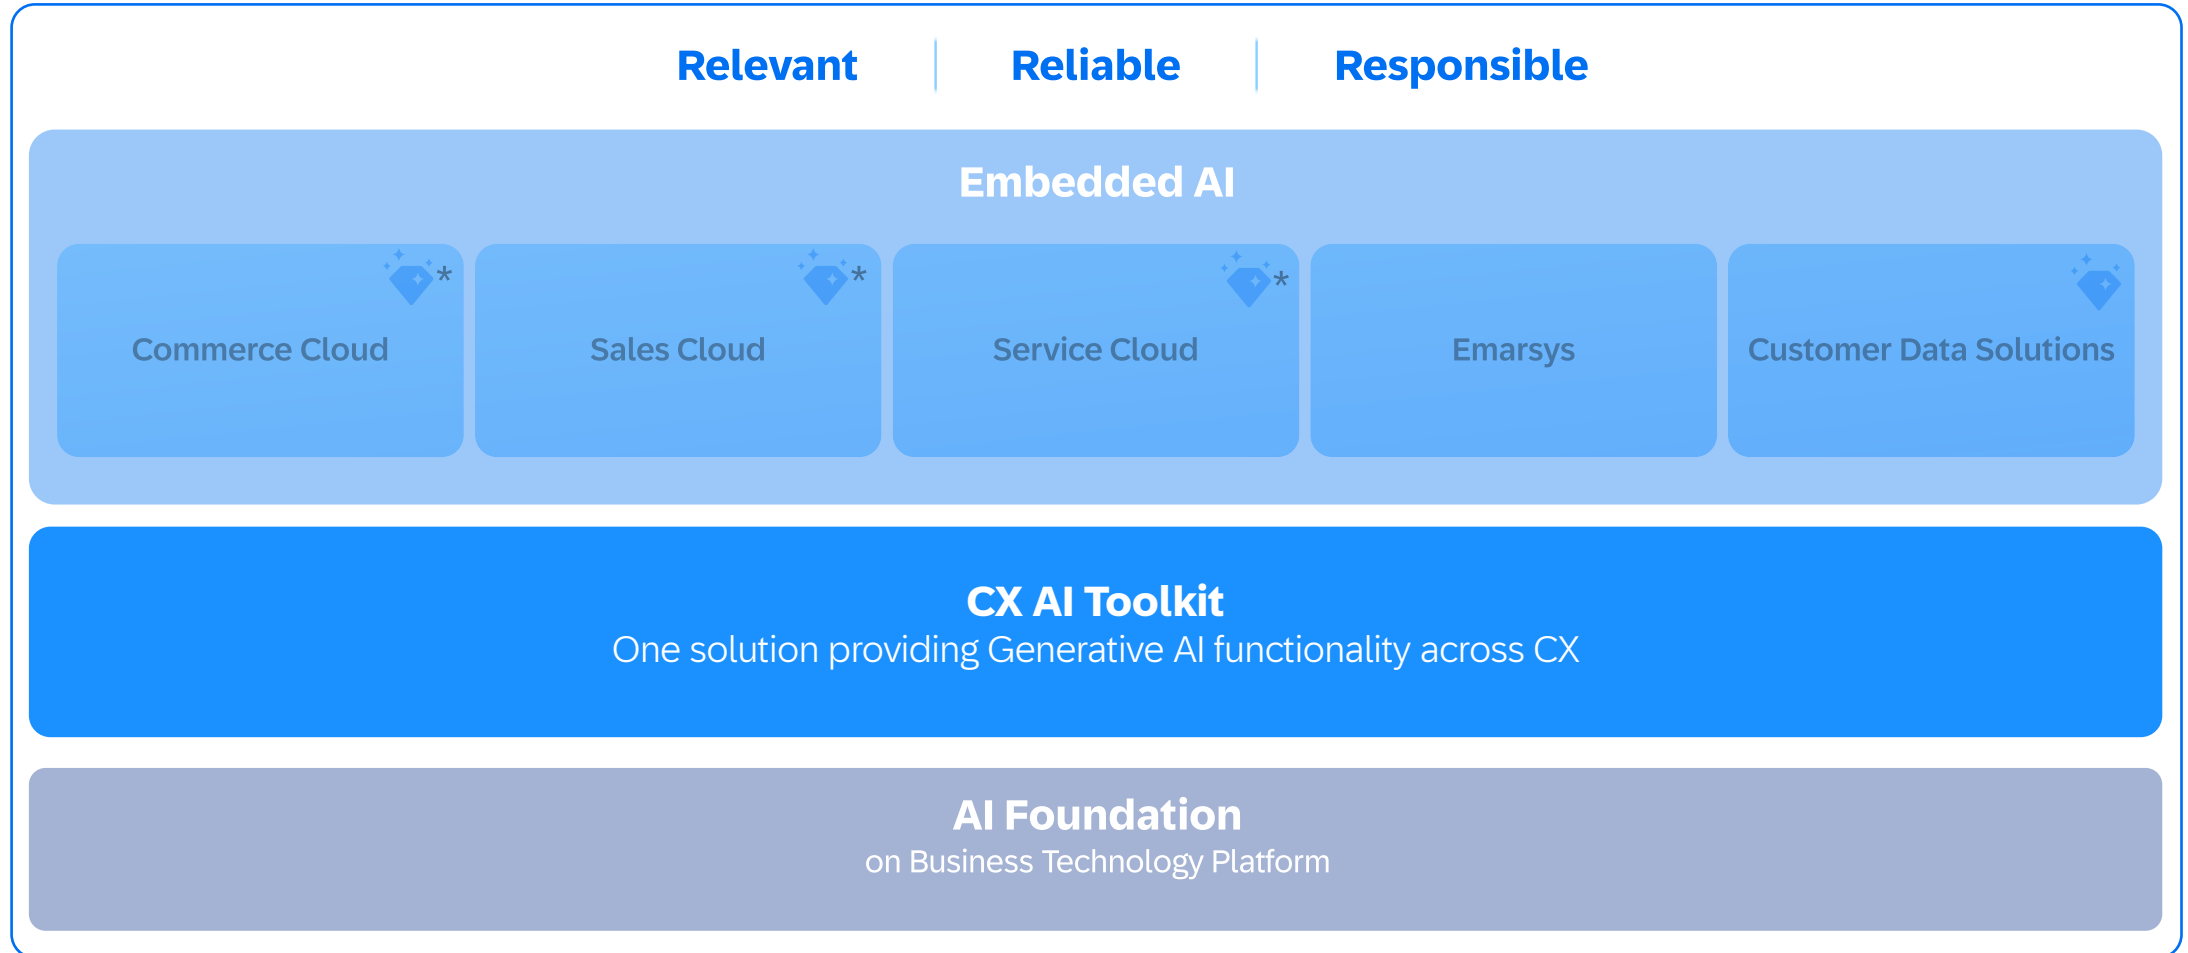 Relevant
Reliable
Responsible
Embedded AI
Commerce Cloud
*
Sales Cloud
*
Service Cloud
*
Emarsys
Customer Data Solutions
CX AI Toolkit
One solution providing Generative AI functionality across CX
AI Foundation
on Business Technology Platform